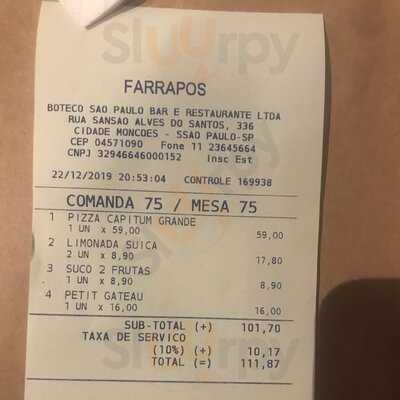 Sluurpy
FARRAPOS
BOTECO SAO PAULO BAR E RESTAURANTE LTDA
RUA SANSAO ALVES DO SANTOS, 336
CIDADE MONCOES - SSAO PAULO-SP
CEP 04571090 Fone 11 23645664
CNPJ 32946646000152 Insc Est
22/12/2019 20:53:04 CONTROLE 169938
COMANDA 75 / MESA 75
1 PIZZA CAPITUM GRANDE
1 UN x 59,00 59,00
2 LIMONADA SUICA
2 UN x 8,90 17,80
3 SUCO 2 FRUTAS
1 UN x 8,90 8,90
4 PETIT GATEAU
1 UN x 16,00 16,00
SUB-TOTAL (+) 101,70
TAXA DE SERVICO
(10%) (+) 10,17
TOTAL (=) 111,87